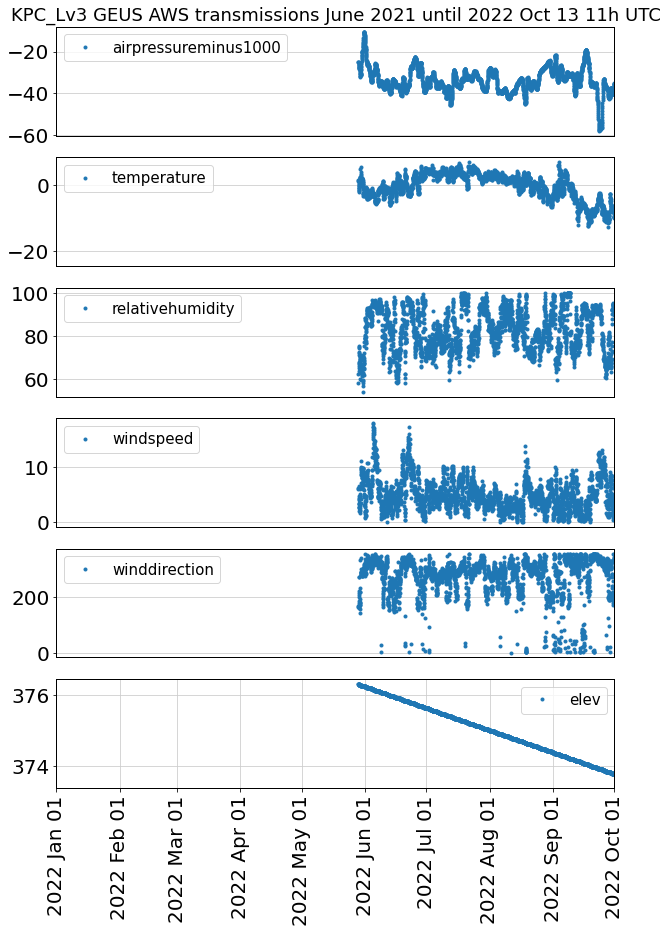 KPC_Lv3 GEUS AWS transmissions June 2021 until 2022 Oct 13 11h UTC
airpressureminus1000
−20
−40
−60
temperature
0
−20
relativehumidity
100
80
60
windspeed
10
0
winddirection
200
0
elev
376
374
2022 Jan 01
2022 Feb 01
2022 Mar 01
2022 Apr 01
2022 May 01
2022 Jun 01
2022 Jul 01
2022 Aug 01
2022 Sep 01
2022 Oct 01